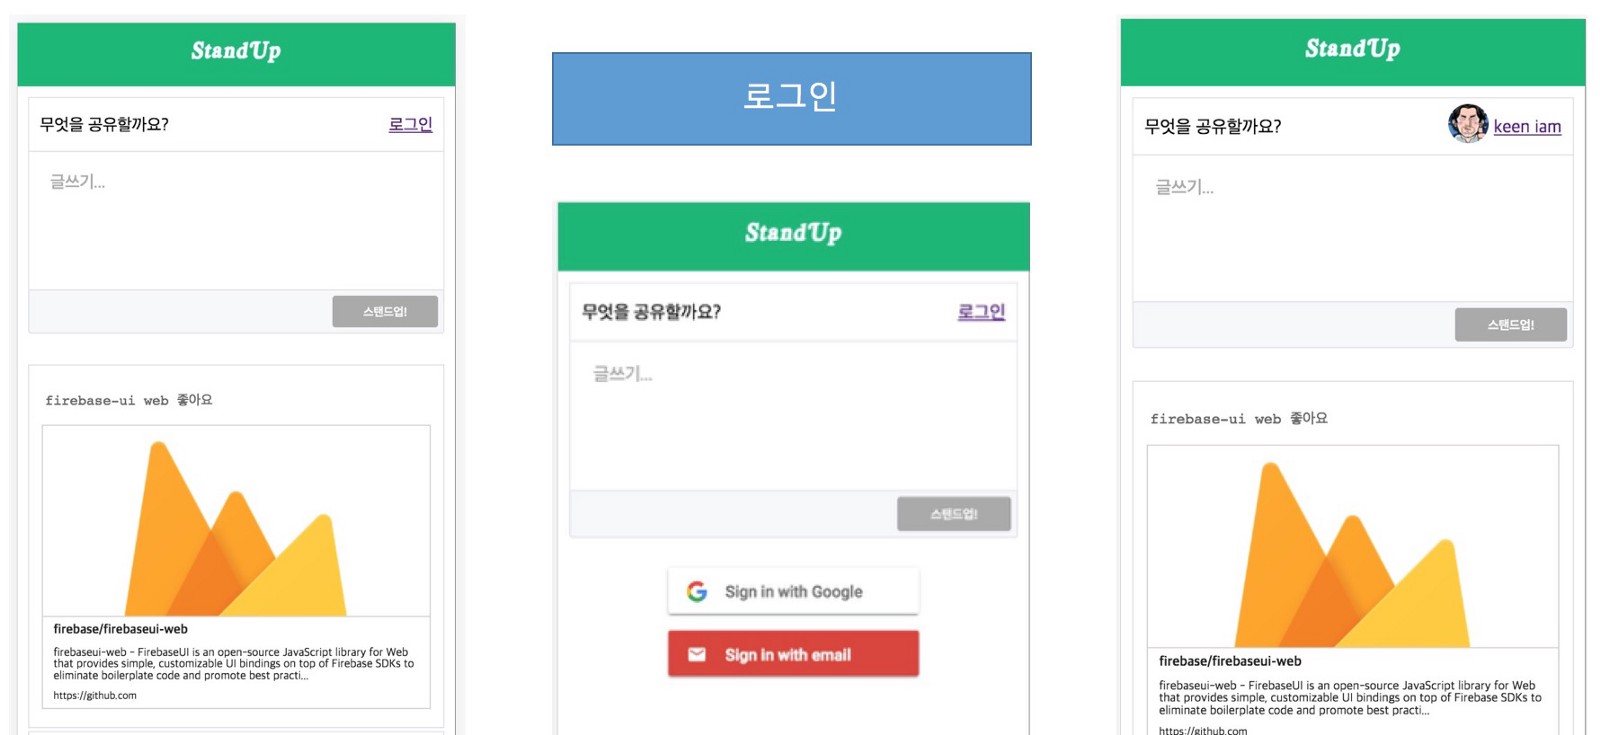 StandUp
무엇을 공유할까요?
로그인
글쓰기...
스탠드업!
firebase-ui web 좋아요
firebase/firebaseui-web
firebaseui-web - FirebaseUI is an open-source JavaScript library for Web
that provides simple, customizable UI bindings on top of Firebase SDKs to
eliminate boilerplate code and promote best practi...
https://github.com
로그인
StandUp
무엇을 공유할까요?
로그인
글쓰기...
스탠드업!
Sign in with Google
Sign in with email
StandUp
무엇을 공유할까요?
keen iam
글쓰기...
스탠드업!
firebase-ui web 좋아요
firebase/firebaseui-web
firebaseui-web - FirebaseUI is an open-source JavaScript library for Web
that provides simple, customizable UI bindings on top of Firebase SDKs to
eliminate boilerplate code and promote best practi...
https://github.com